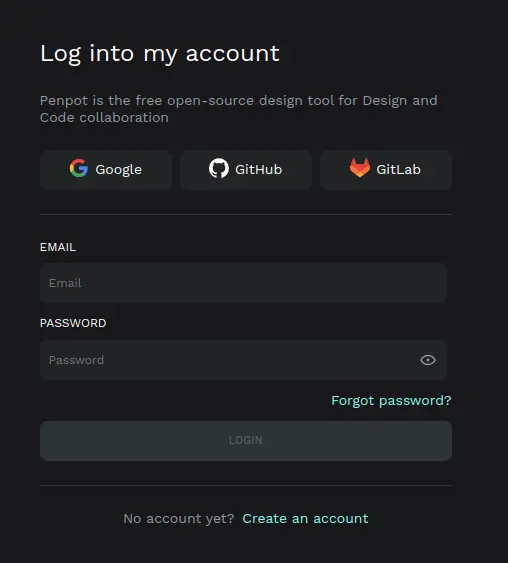 Log into my account
Penpot is the free open-source design tool for Design and
Code collaboration
Google GitHub GitLab
EMAIL
Email
PASSWORD
Password
Forgot password?
LOGIN
No account yet? Create an account